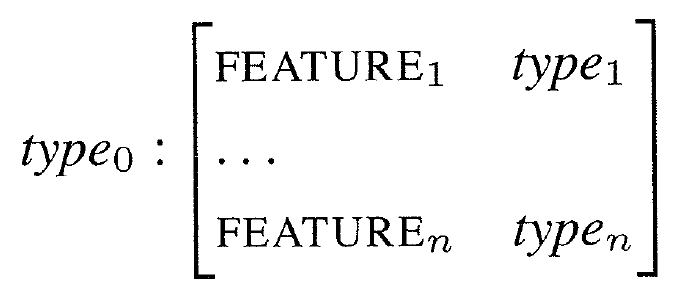 FEATURE₁ type₁
type₀ : ...
FEATUREₙ typeₙ